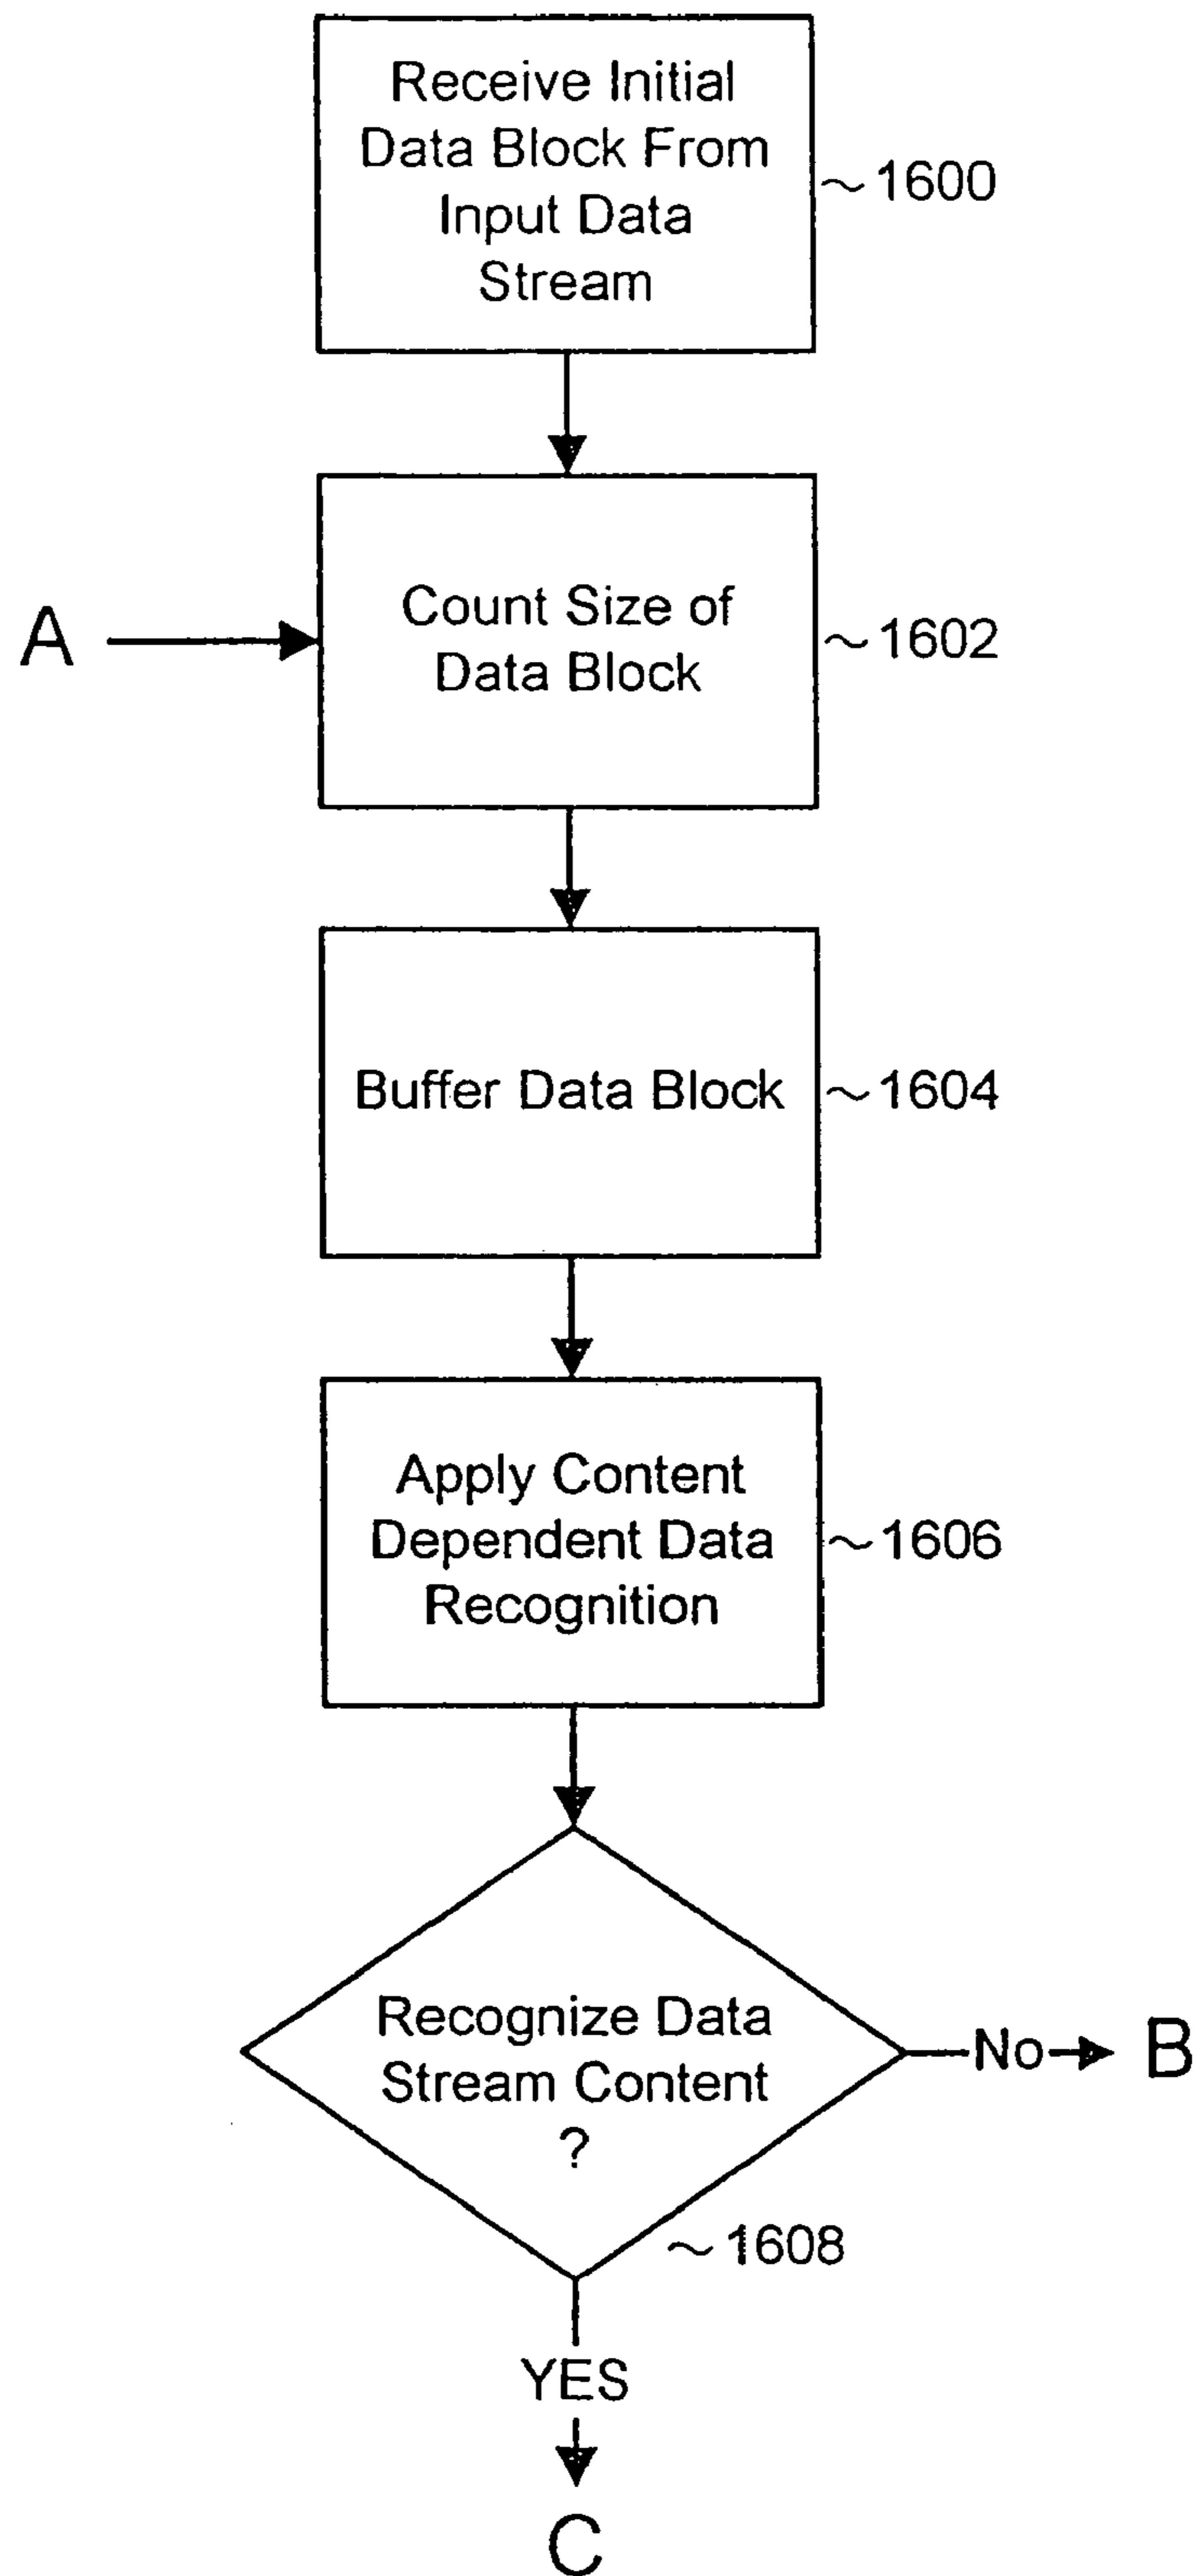 Receive Initial
Data Block From
Input Data
Stream
~1600
A
Count Size of
Data Block
~1602
Buffer Data Block
~1604
Apply Content
Dependent Data
Recognition
~1606
Recognize Data
Stream Content
?
No
B
~1608
YES
C